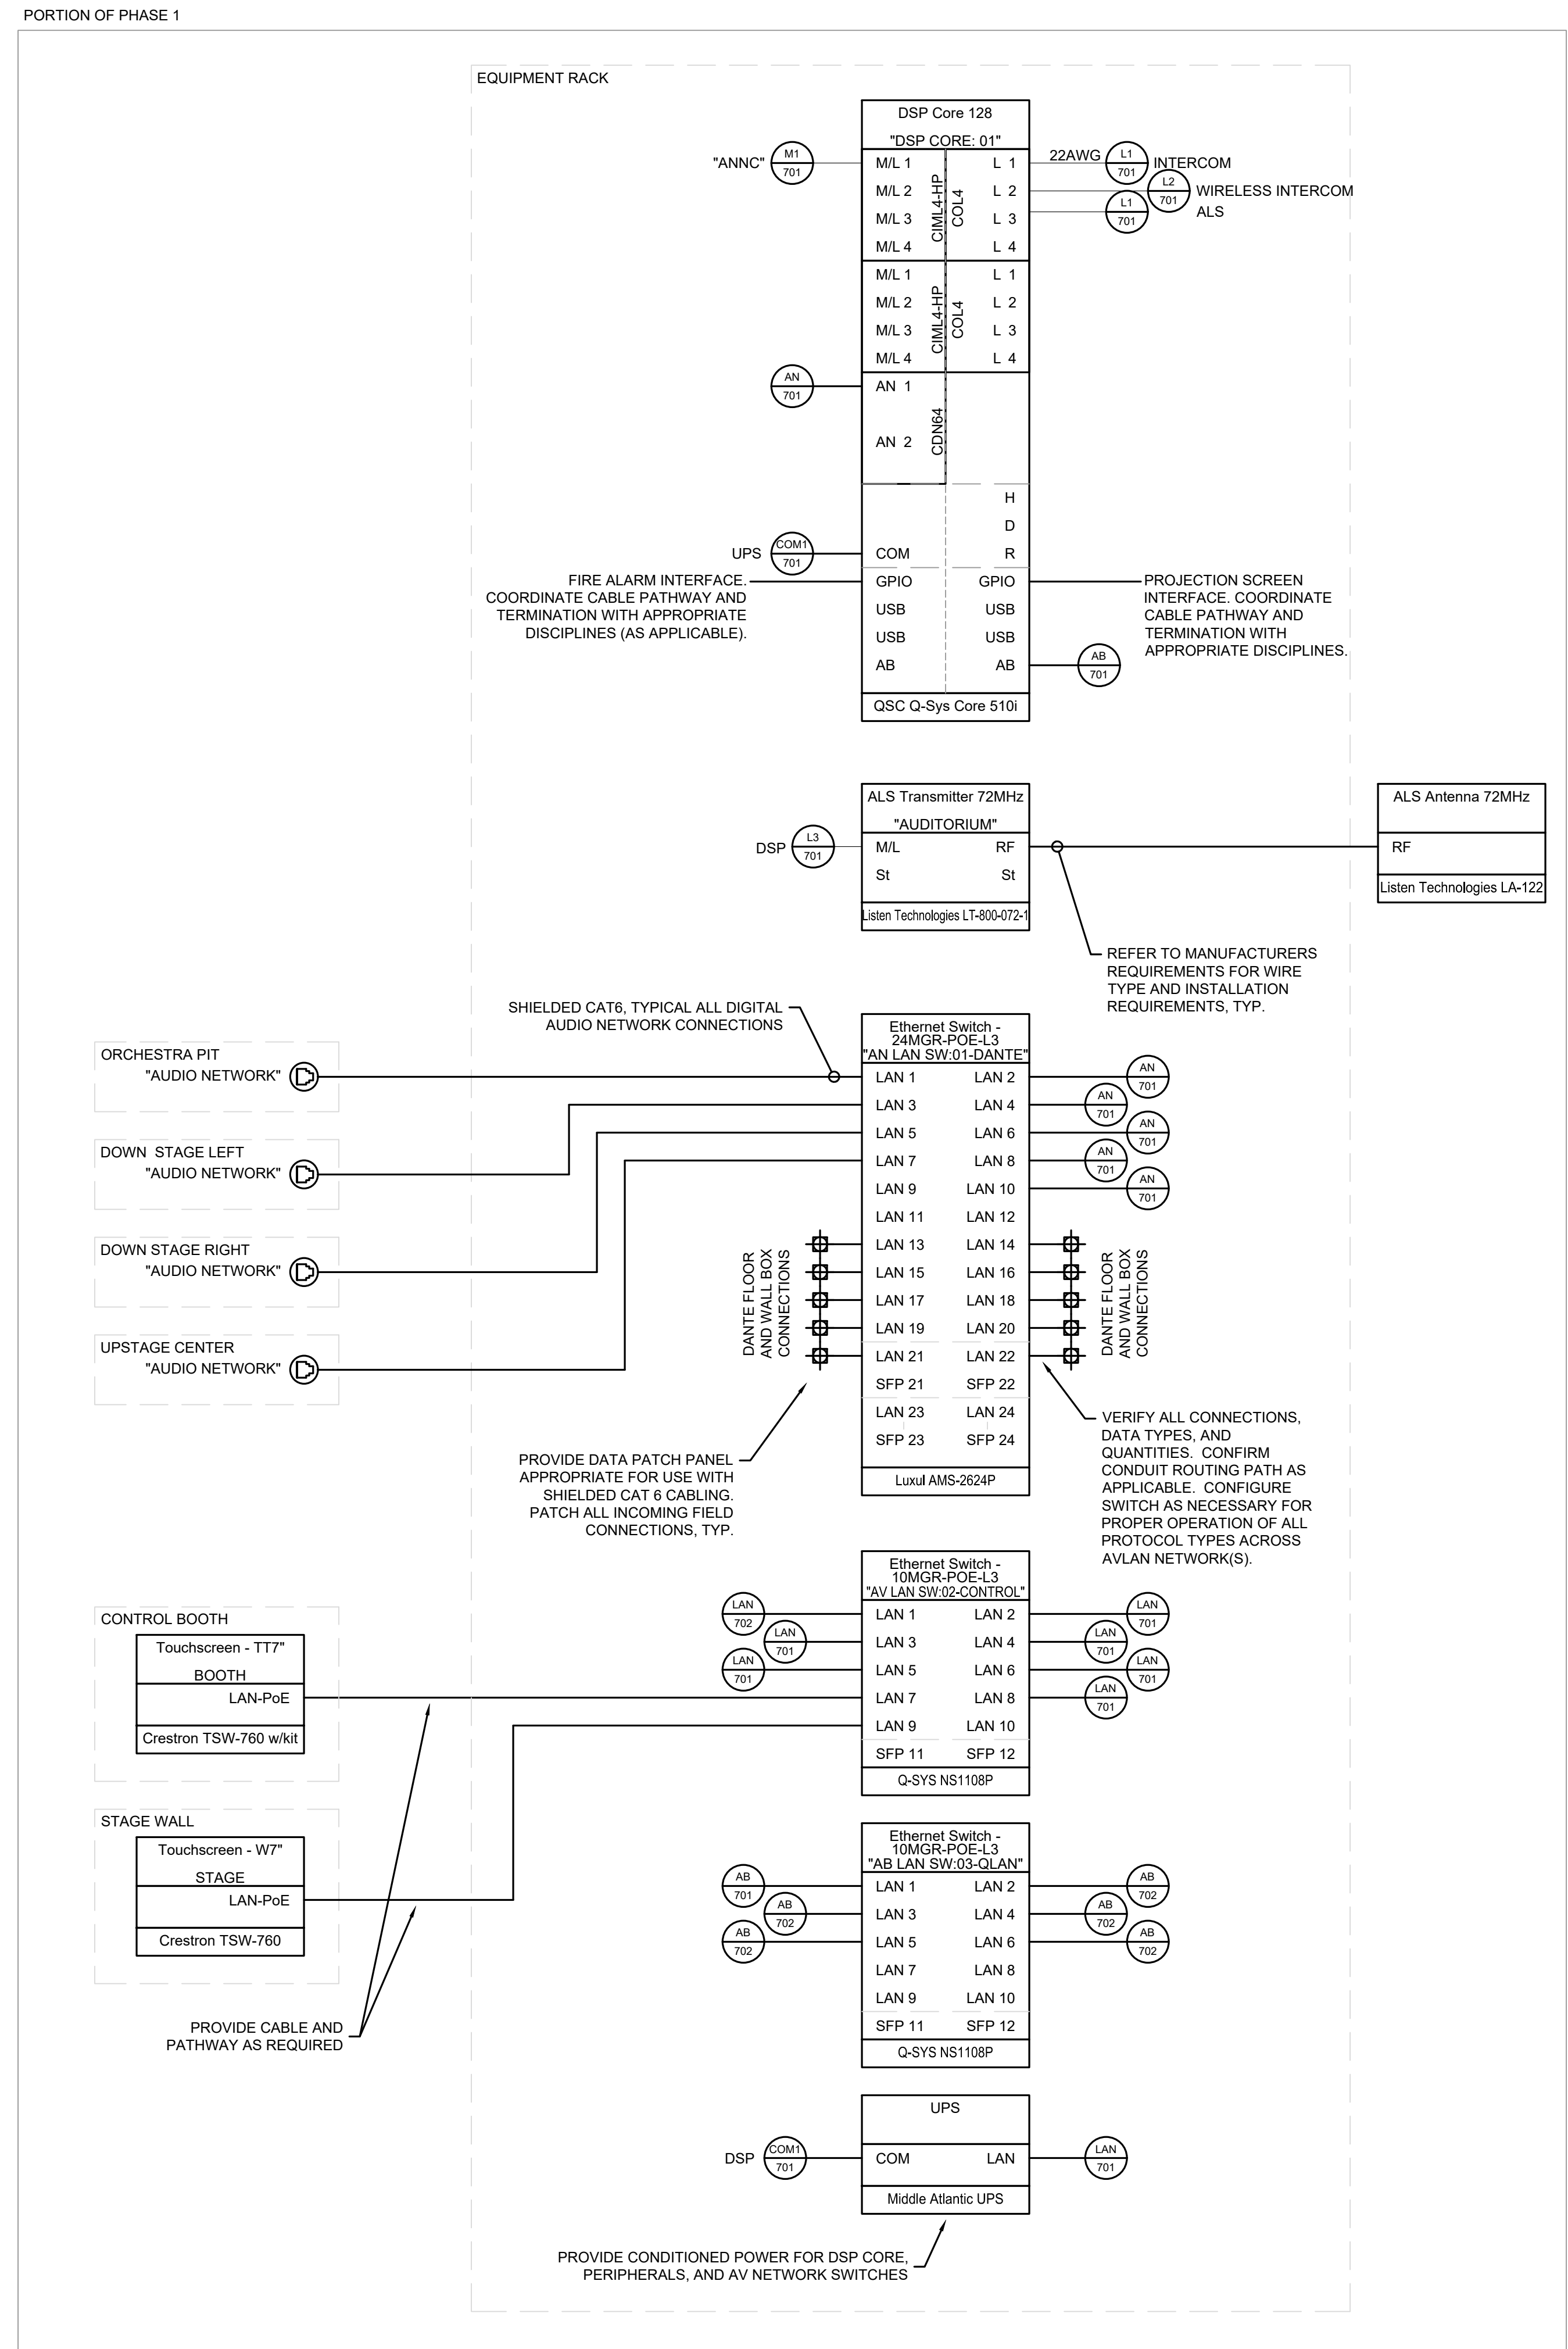 PORTION OF PHASE 1
EQUIPMENT RACK
DSP Core 128
"DSP CORE: 01"
"ANNC"
M1
701
M/L 1
M/L 2
M/L 3
M/L 4
CIML4-HP
COL4
L 1
L 2
L 3
L 4
22AWG
L1
701
INTERCOM
L2
701
WIRELESS INTERCOM
L1
701
ALS
M/L 1
M/L 2
M/L 3
M/L 4
CIML4-HP
COL4
L 1
L 2
L 3
L 4
AN
701
AN 1
AN 2
CDN64
H
D
R
UPS
COM1
701
COM
GPIO
USB
USB
AB
GPIO
USB
USB
AB
FIRE ALARM INTERFACE.
COORDINATE CABLE PATHWAY AND
TERMINATION WITH APPROPRIATE
DISCIPLINES (AS APPLICABLE).
PROJECTION SCREEN
INTERFACE. COORDINATE
CABLE PATHWAY AND
TERMINATION WITH
APPROPRIATE DISCIPLINES.
AB
701
QSC Q-Sys Core 510i
ALS Transmitter 72MHz
"AUDITORIUM"
DSP
L3
701
M/L
RF
St
St
Listen Technologies LT-800-072-1
ALS Antenna 72MHz
RF
Listen Technologies LA-122
REFER TO MANUFACTURERS
REQUIREMENTS FOR WIRE
TYPE AND INSTALLATION
REQUIREMENTS, TYP.
SHIELDED CAT6, TYPICAL ALL DIGITAL
AUDIO NETWORK CONNECTIONS
ORCHESTRA PIT
"AUDIO NETWORK"
DOWN  STAGE LEFT
"AUDIO NETWORK"
DOWN STAGE RIGHT
"AUDIO NETWORK"
UPSTAGE CENTER
"AUDIO NETWORK"
Ethernet Switch -
24MGR-POE-L3
"AN LAN SW:01-DANTE"
LAN 1 LAN 2
LAN 3 LAN 4
LAN 5 LAN 6
LAN 7 LAN 8
LAN 9 LAN 10
LAN 11 LAN 12
LAN 13 LAN 14
LAN 15 LAN 16
LAN 17 LAN 18
LAN 19 LAN 20
LAN 21 LAN 22
SFP 21 SFP 22
LAN 23 LAN 24
SFP 23 SFP 24
Luxul AMS-2624P
AN
701
AN
701
AN
701
AN
701
AN
701
DANTE FLOOR
AND WALL BOX
CONNECTIONS
DANTE FLOOR
AND WALL BOX
CONNECTIONS
PROVIDE DATA PATCH PANEL
APPROPRIATE FOR USE WITH
SHIELDED CAT 6 CABLING.
PATCH ALL INCOMING FIELD
CONNECTIONS, TYP.
VERIFY ALL CONNECTIONS,
DATA TYPES, AND
QUANTITIES.  CONFIRM
CONDUIT ROUTING PATH AS
APPLICABLE.  CONFIGURE
SWITCH AS NECESSARY FOR
PROPER OPERATION OF ALL
PROTOCOL TYPES ACROSS
AVLAN NETWORK(S).
Ethernet Switch -
10MGR-POE-L3
"AV LAN SW:02-CONTROL"
LAN
702
LAN
701
LAN
701
LAN 1 LAN 2
LAN 3 LAN 4
LAN 5 LAN 6
LAN 7 LAN 8
LAN 9 LAN 10
SFP 11 SFP 12
Q-SYS NS1108P
LAN
701
LAN
701
LAN
701
LAN
701
CONTROL BOOTH
Touchscreen - TT7"
BOOTH
LAN-PoE
Crestron TSW-760 w/kit
STAGE WALL
Touchscreen - W7"
STAGE
LAN-PoE
Crestron TSW-760
PROVIDE CABLE AND
PATHWAY AS REQUIRED
Ethernet Switch -
10MGR-POE-L3
"AB LAN SW:03-QLAN"
AB
701
AB
702
AB
702
LAN 1 LAN 2
LAN 3 LAN 4
LAN 5 LAN 6
LAN 7 LAN 8
LAN 9 LAN 10
SFP 11 SFP 12
Q-SYS NS1108P
AB
702
AB
702
AB
702
UPS
DSP
COM1
701
COM LAN
LAN
701
Middle Atlantic UPS
PROVIDE CONDITIONED POWER FOR DSP CORE,
PERIPHERALS, AND AV NETWORK SWITCHES